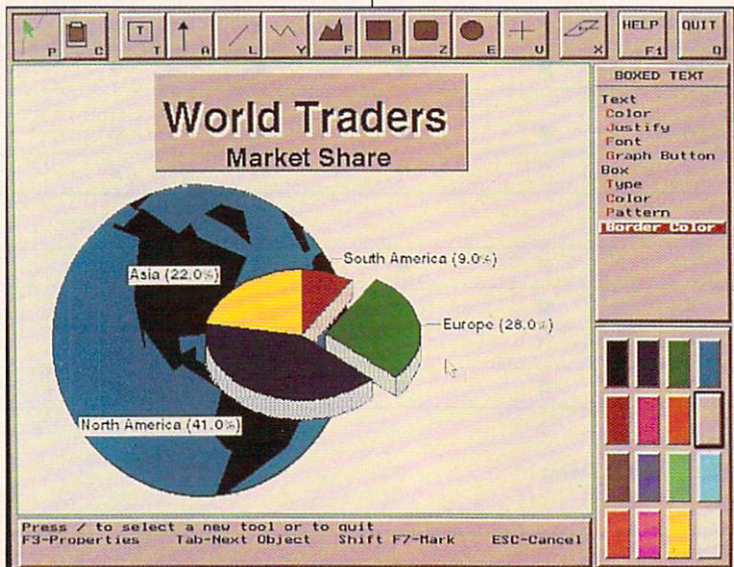 P C T A L Y F R Z E V X HELP F1 QUIT Q
T
BOXED TEXT
Text
Color
Justify
Font
Graph Button
Box
Type
Color
Pattern
Border Color
World Traders
Market Share
South America (9.0%)
Asia (22.0%)
Europe (28.0%)
North America (41.0%)
Press / to select a new tool or to quit
F3-Properties Tab-Next Object Shift F7-Mark ESC-Cancel